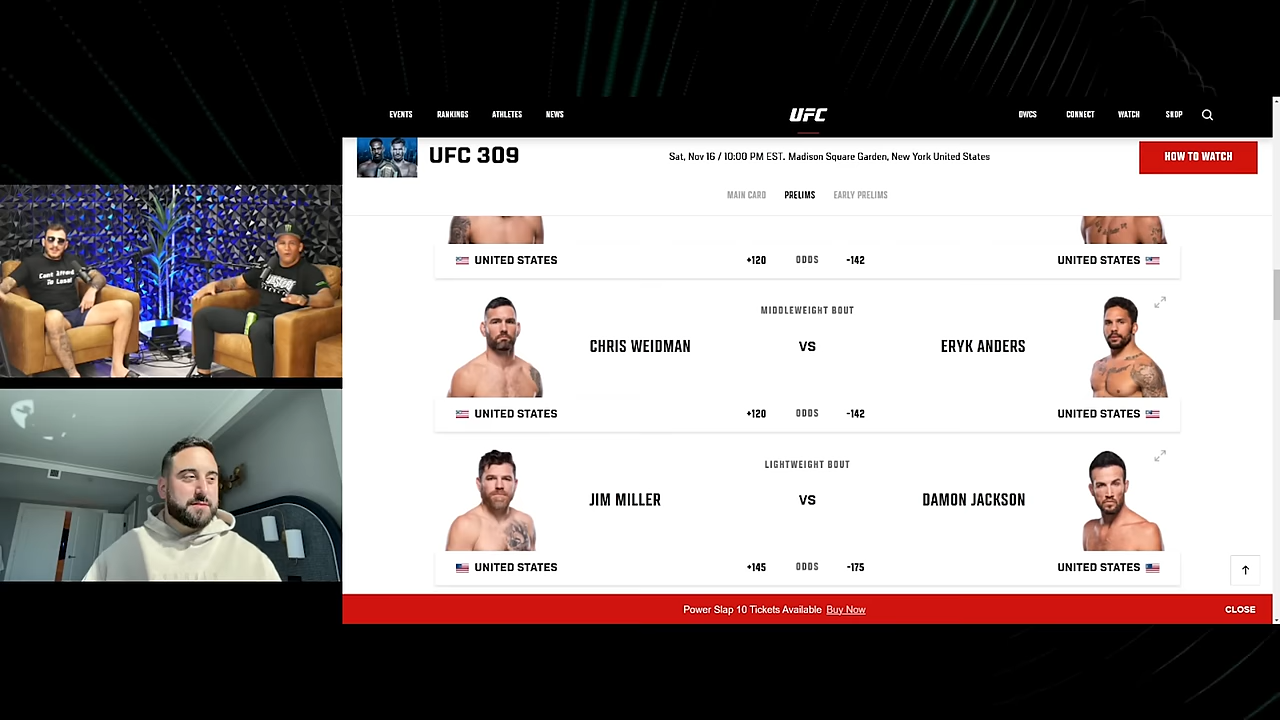 EVENTS RANKINGS ATHLETES NEWS UFC DWCS CONNECT WATCH SHOP
UFC 309 Sat, Nov 16 / 10:00 PM EST. Madison Square Garden, New York United States HOW TO WATCH
MAIN CARD PRELIMS EARLY PRELIMS
UNITED STATES +120 ODDS -142 UNITED STATES
MIDDLEWEIGHT BOUT
CHRIS WEIDMAN VS ERYK ANDERS
UNITED STATES +120 ODDS -142 UNITED STATES
LIGHTWEIGHT BOUT
JIM MILLER VS DAMON JACKSON
UNITED STATES +145 ODDS -175 UNITED STATES
Power Slap 10 Tickets Available Buy Now CLOSE
Cant Afford
To Lose!